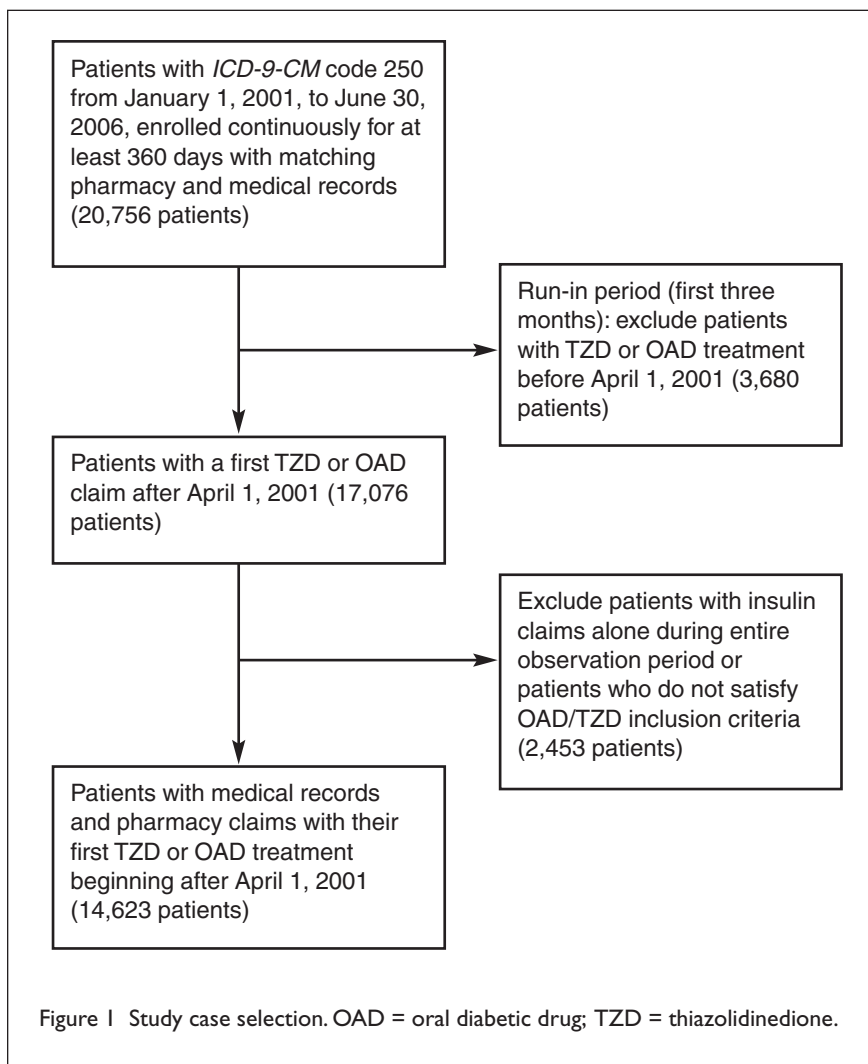 Patients with ICD-9-CM code 250
from January 1, 2001, to June 30,
2006, enrolled continuously for at
least 360 days with matching
pharmacy and medical records
(20,756 patients)
Run-in period (first three
months): exclude patients
with TZD or OAD treatment
before April 1, 2001 (3,680
patients)
Patients with a first TZD or OAD
claim after April 1, 2001 (17,076
patients)
Exclude patients with insulin
claims alone during entire
observation period or
patients who do not satisfy
OAD/TZD inclusion criteria
(2,453 patients)
Patients with medical records
and pharmacy claims with their
first TZD or OAD treatment
beginning after April 1, 2001
(14,623 patients)
Figure 1 Study case selection. OAD = oral diabetic drug; TZD = thiazolidinedione.